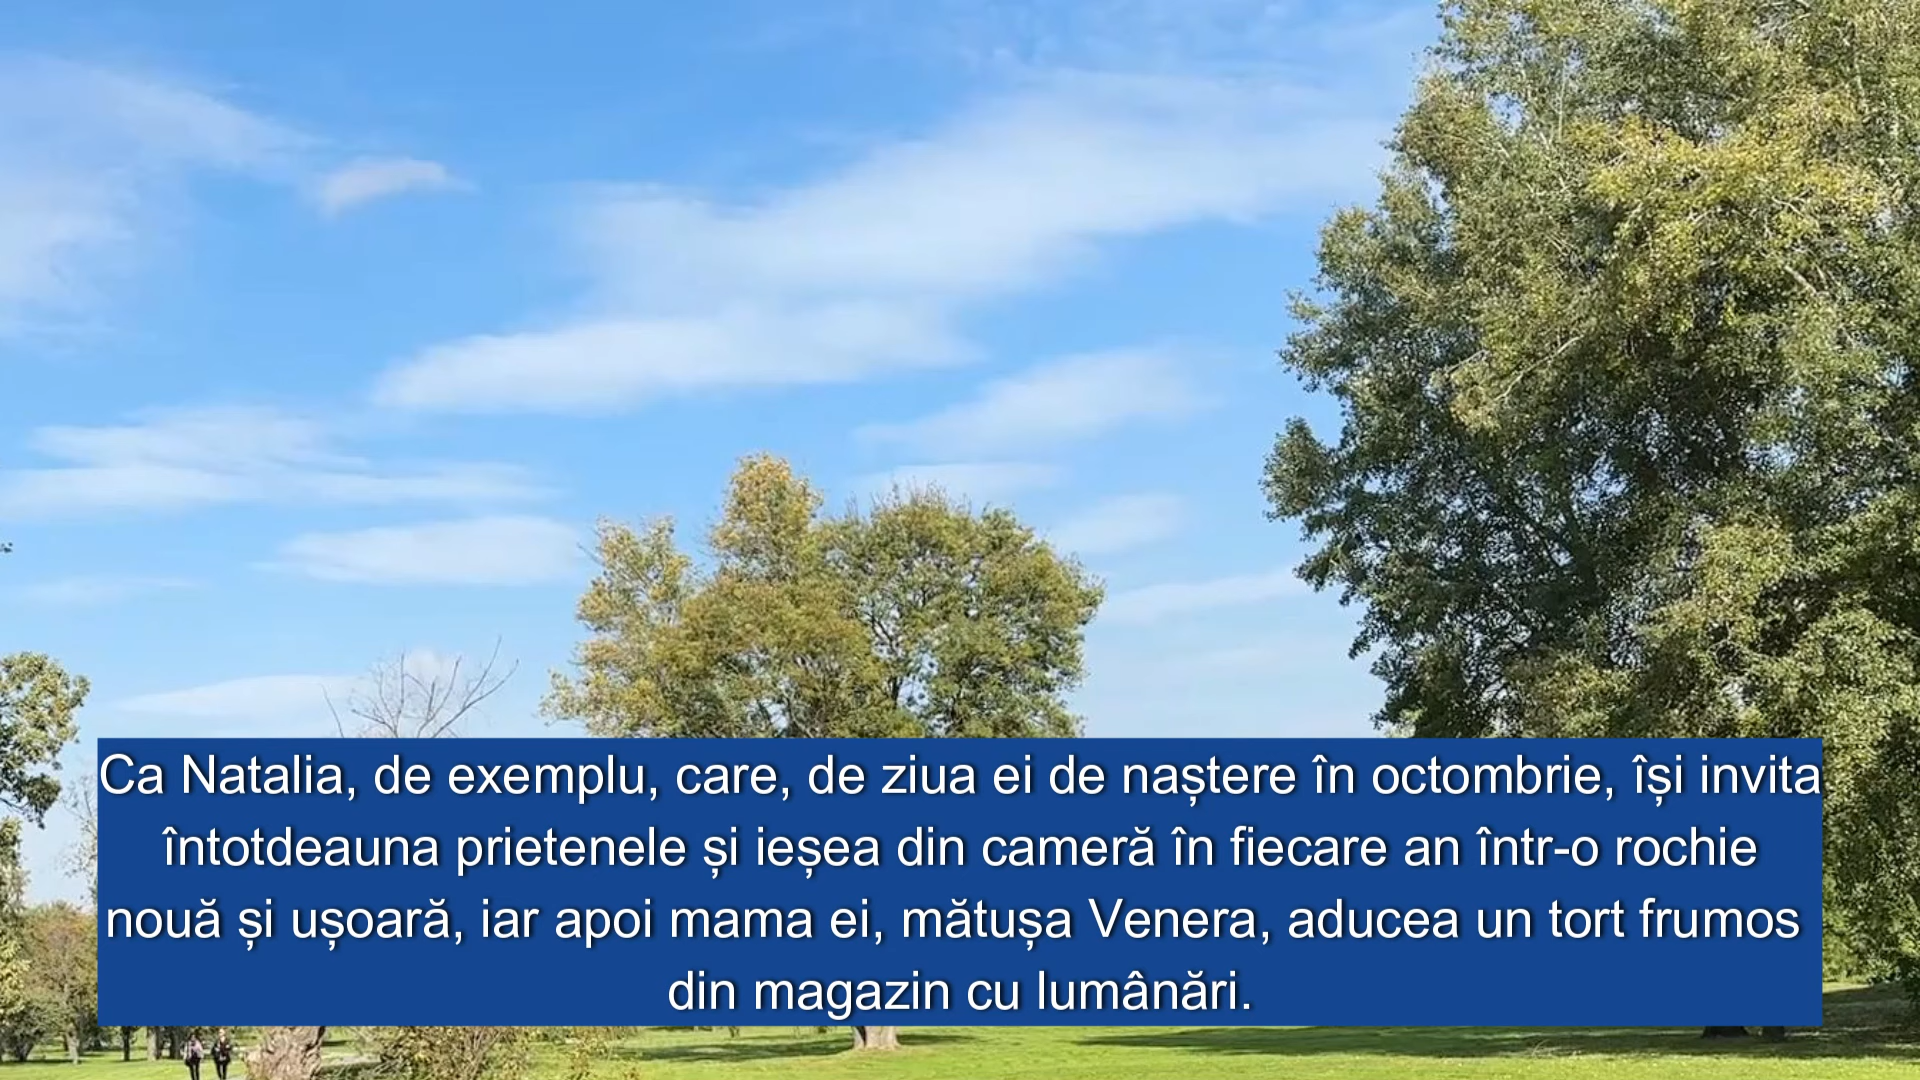 Ca Natalia, de exemplu, care, de ziua ei de naștere în octombrie, își invita
întotdeauna prietenele și ieșea din cameră în fiecare an într-o rochie
nouă și ușoară, iar apoi mama ei, mătușa Venera, aducea un tort frumos
din magazin cu lumânări.